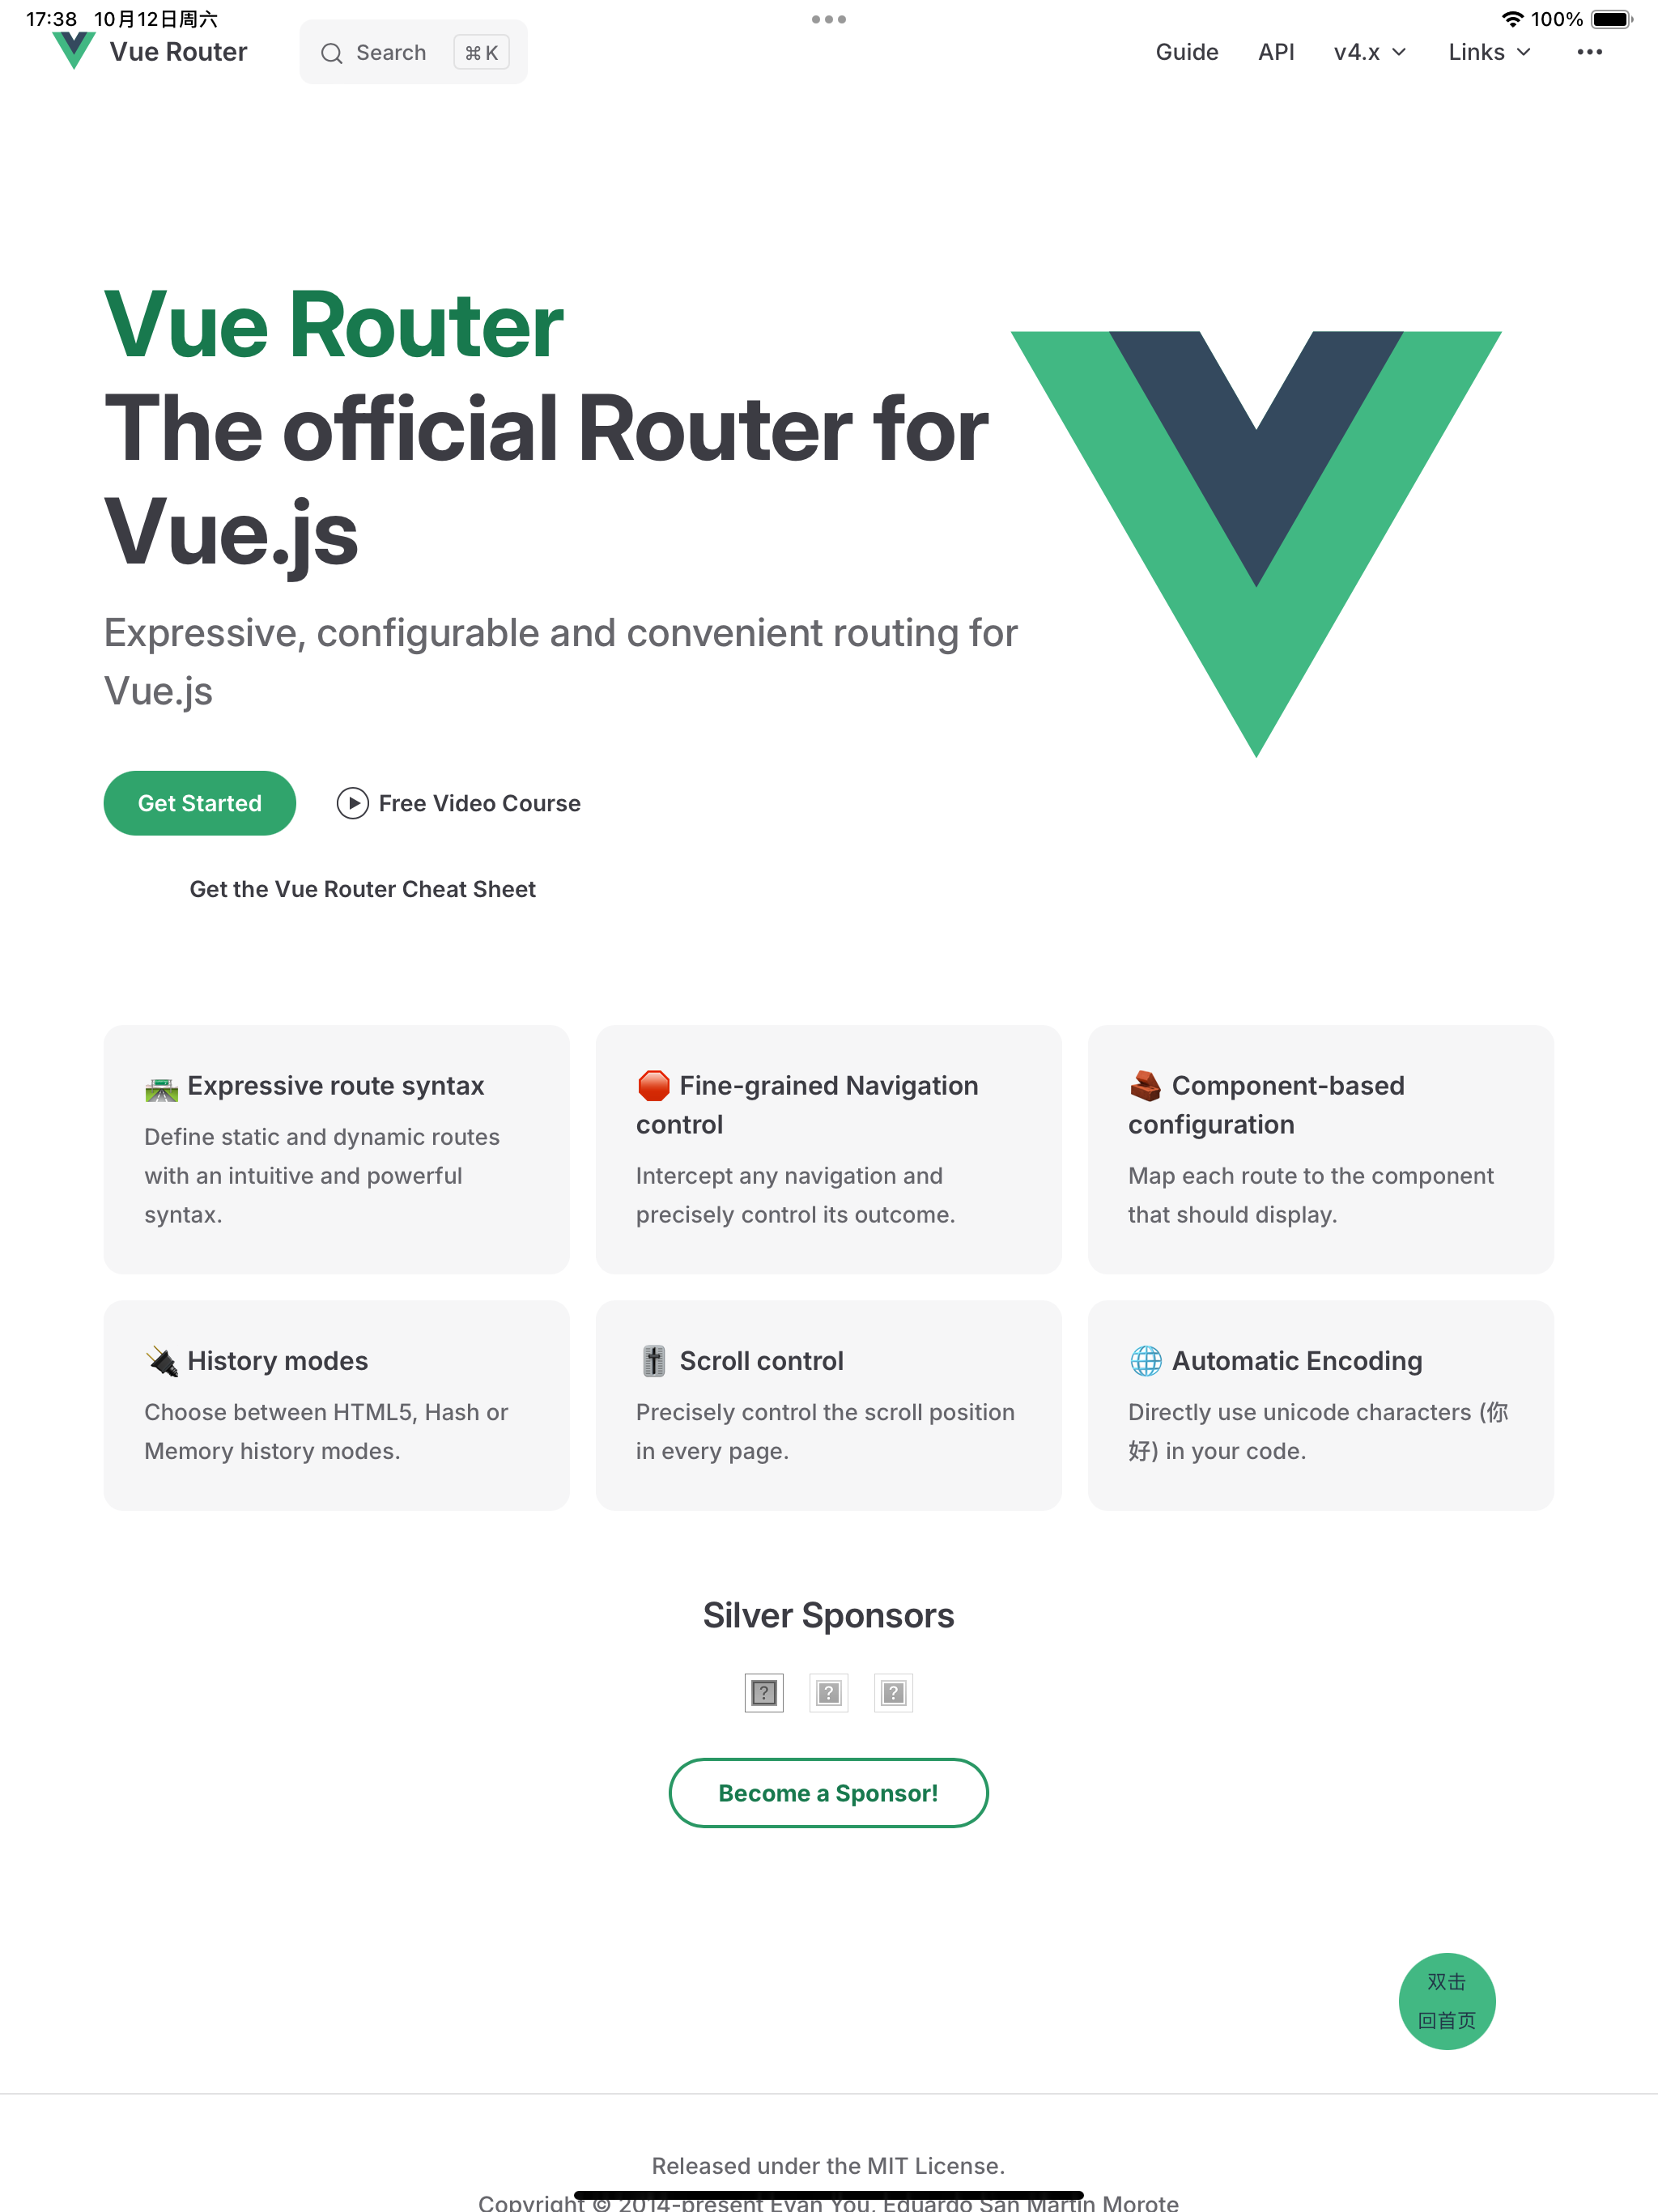 17:38 10月12日周六
100%
Vue Router
Search
⌘ K
Guide
API
v4.x
Links
Vue Router
The official Router for
Vue.js
Expressive, configurable and convenient routing for
Vue.js
Get Started
Free Video Course
Get the Vue Router Cheat Sheet
Expressive route syntax
Define static and dynamic routes
with an intuitive and powerful
syntax.
Fine-grained Navigation
control
Intercept any navigation and
precisely control its outcome.
Component-based
configuration
Map each route to the component
that should display.
History modes
Choose between HTML5, Hash or
Memory history modes.
Scroll control
Precisely control the scroll position
in every page.
Automatic Encoding
Directly use unicode characters (你
好) in your code.
Silver Sponsors
?
?
?
Become a Sponsor!
双击
回首页
Released under the MIT License.
Copyright © 2014-present Evan You, Eduardo San Martin Morote